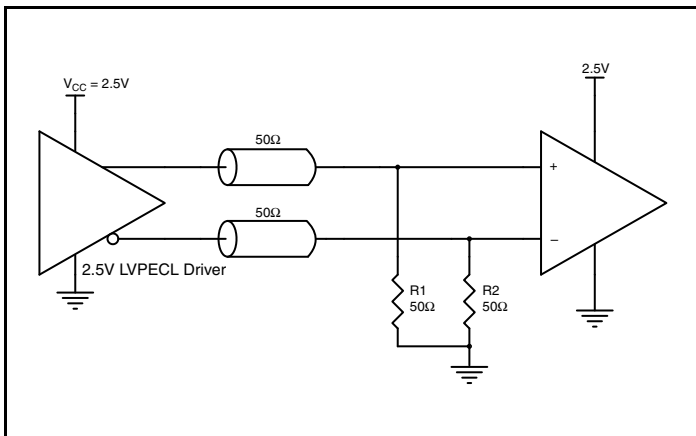 V<sub>CC</sub> = 2.5V
2.5V
50Ω
50Ω
+
–
2.5V LVPECL Driver
R1
50Ω
R2
50Ω